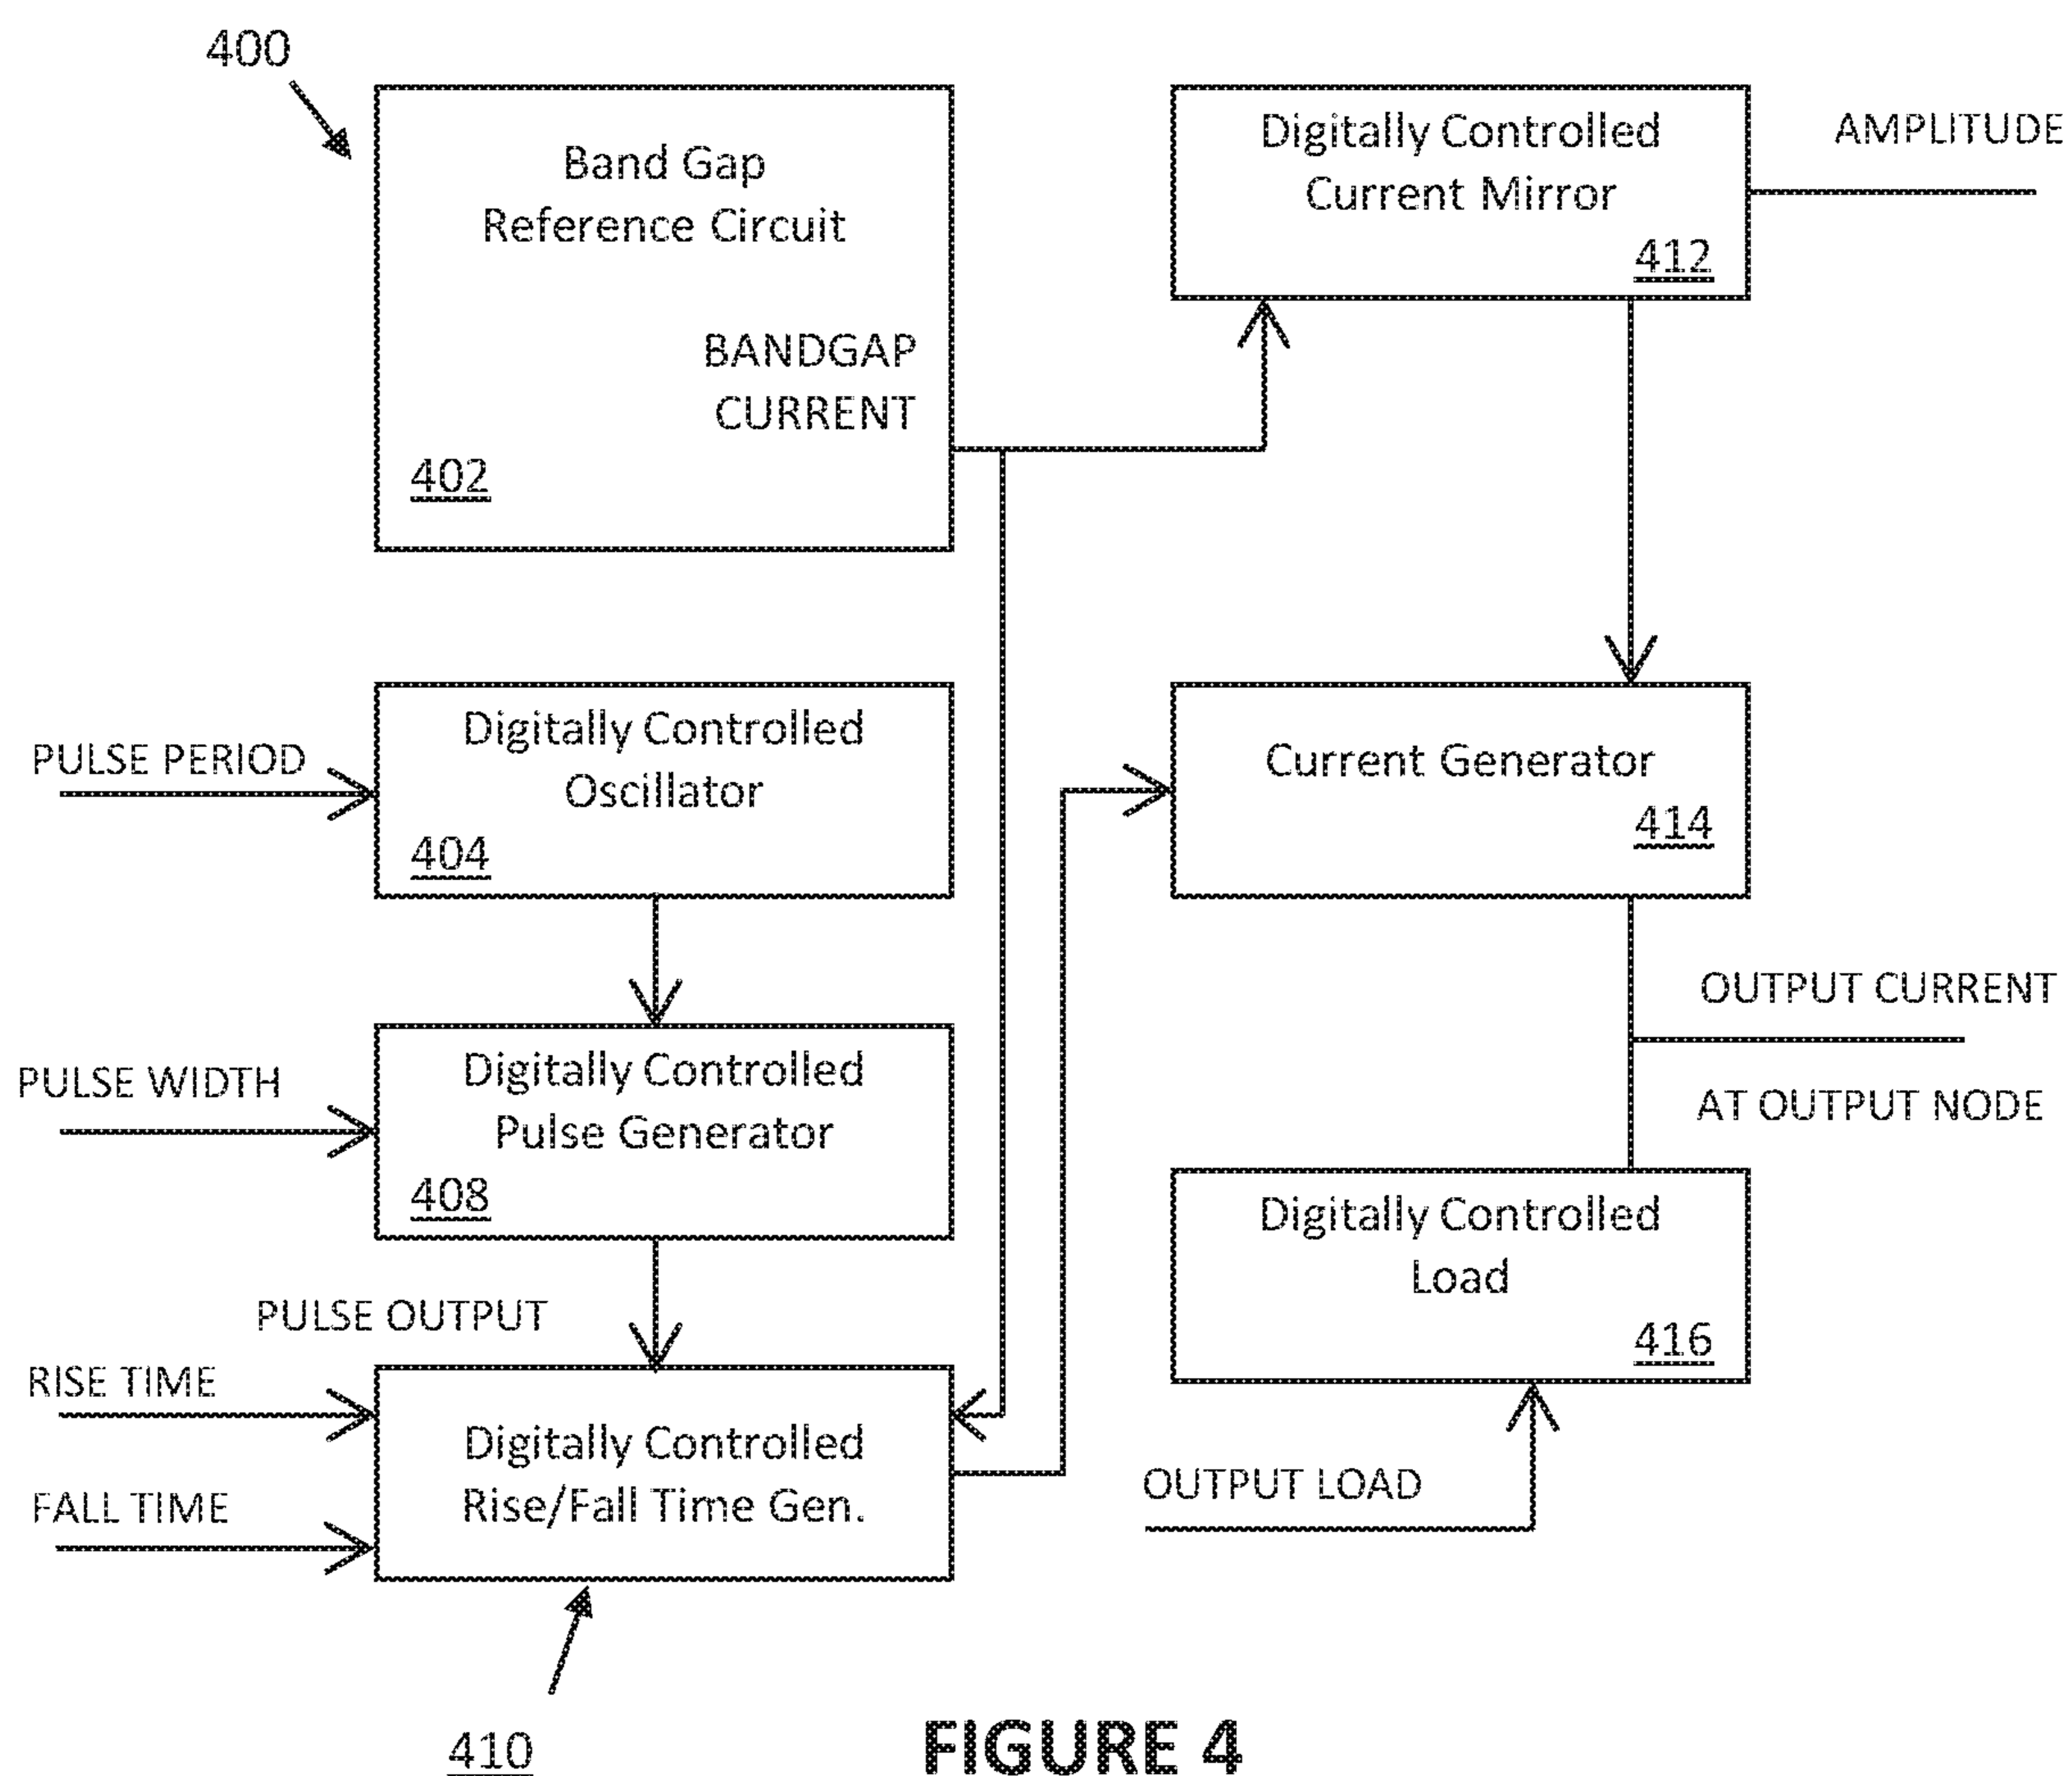 400
Band Gap
Reference Circuit
BANDGAP
CURRENT
402
Digitally Controlled
Current Mirror
412
AMPLITUDE
PULSE PERIOD
Digitally Controlled
Oscillator
404
Current Generator
414
PULSE WIDTH
Digitally Controlled
Pulse Generator
408
OUTPUT CURRENT
AT OUTPUT NODE
PULSE OUTPUT
Digitally Controlled
Load
416
RISE TIME
FALL TIME
Digitally Controlled
Rise/Fall Time Gen.
OUTPUT LOAD
410
FIGURE 4